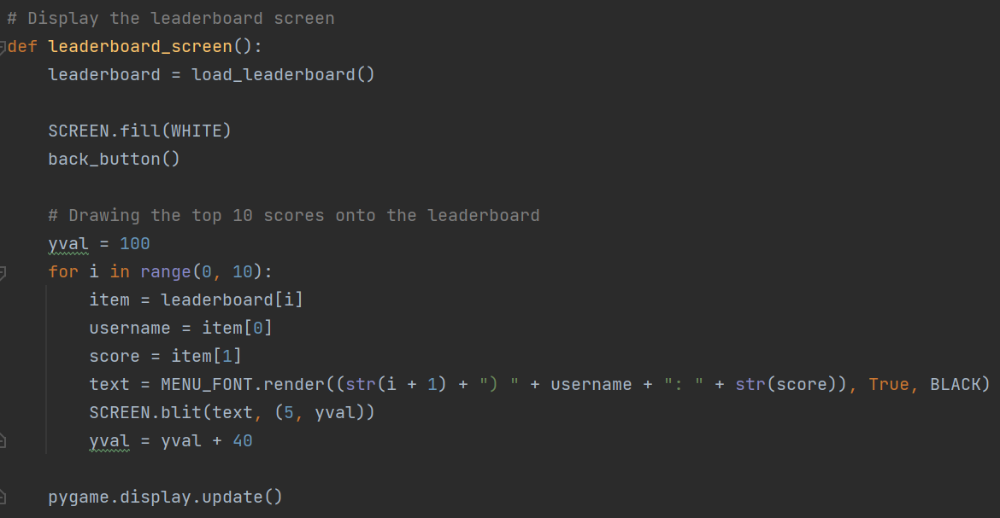 # Display the leaderboard screen
def leaderboard_screen():
    leaderboard = load_leaderboard()

    SCREEN.fill(WHITE)
    back_button()

    # Drawing the top 10 scores onto the leaderboard
    yval = 100
    for i in range(0, 10):
        item = leaderboard[i]
        username = item[0]
        score = item[1]
        text = MENU_FONT.render((str(i + 1) + ") " + username + ": " + str(score)), True, BLACK)
        SCREEN.blit(text, (5, yval))
        yval = yval + 40

    pygame.display.update()